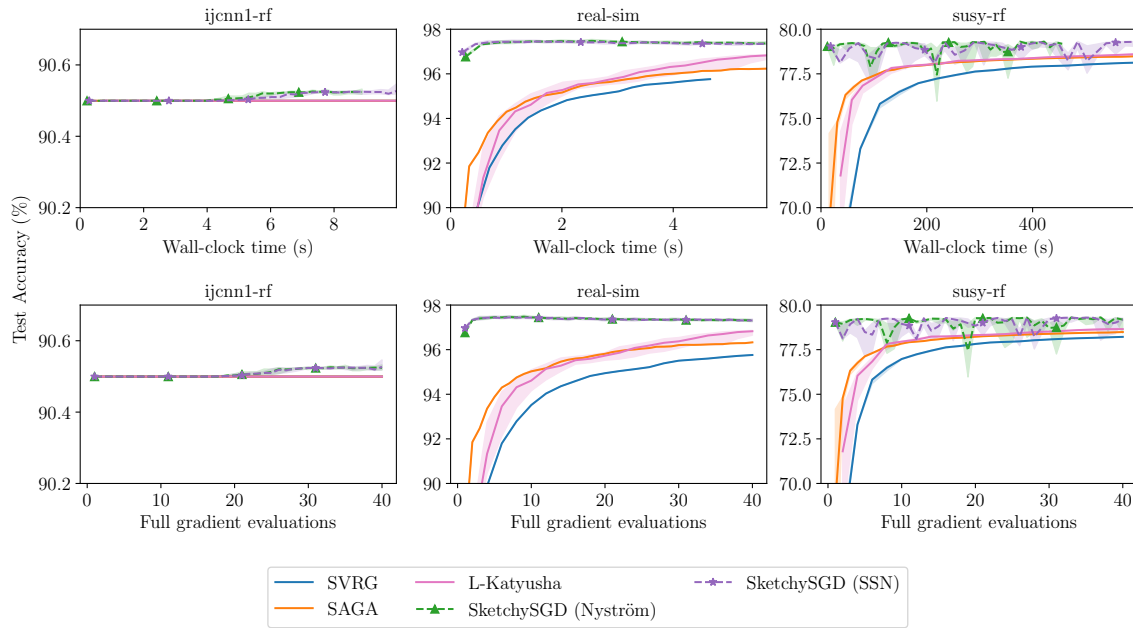 ijcnn1-rf
real-sim
susy-rf
90.6
90.4
90.2
98
96
94
92
90
80.0
77.5
75.0
72.5
70.0
0 2 4 6 8
0 2 4
0 200 400
Wall-clock time (s)
Wall-clock time (s)
Wall-clock time (s)
Test Accuracy (%)
ijcnn1-rf
real-sim
susy-rf
90.6
90.4
90.2
98
96
94
92
90
80.0
77.5
75.0
72.5
70.0
0 10 20 30 40
0 10 20 30 40
0 10 20 30 40
Full gradient evaluations
Full gradient evaluations
Full gradient evaluations
SVRG
SAGA
L-Katyusha
SketchySGD (Nyström)
SketchySGD (SSN)